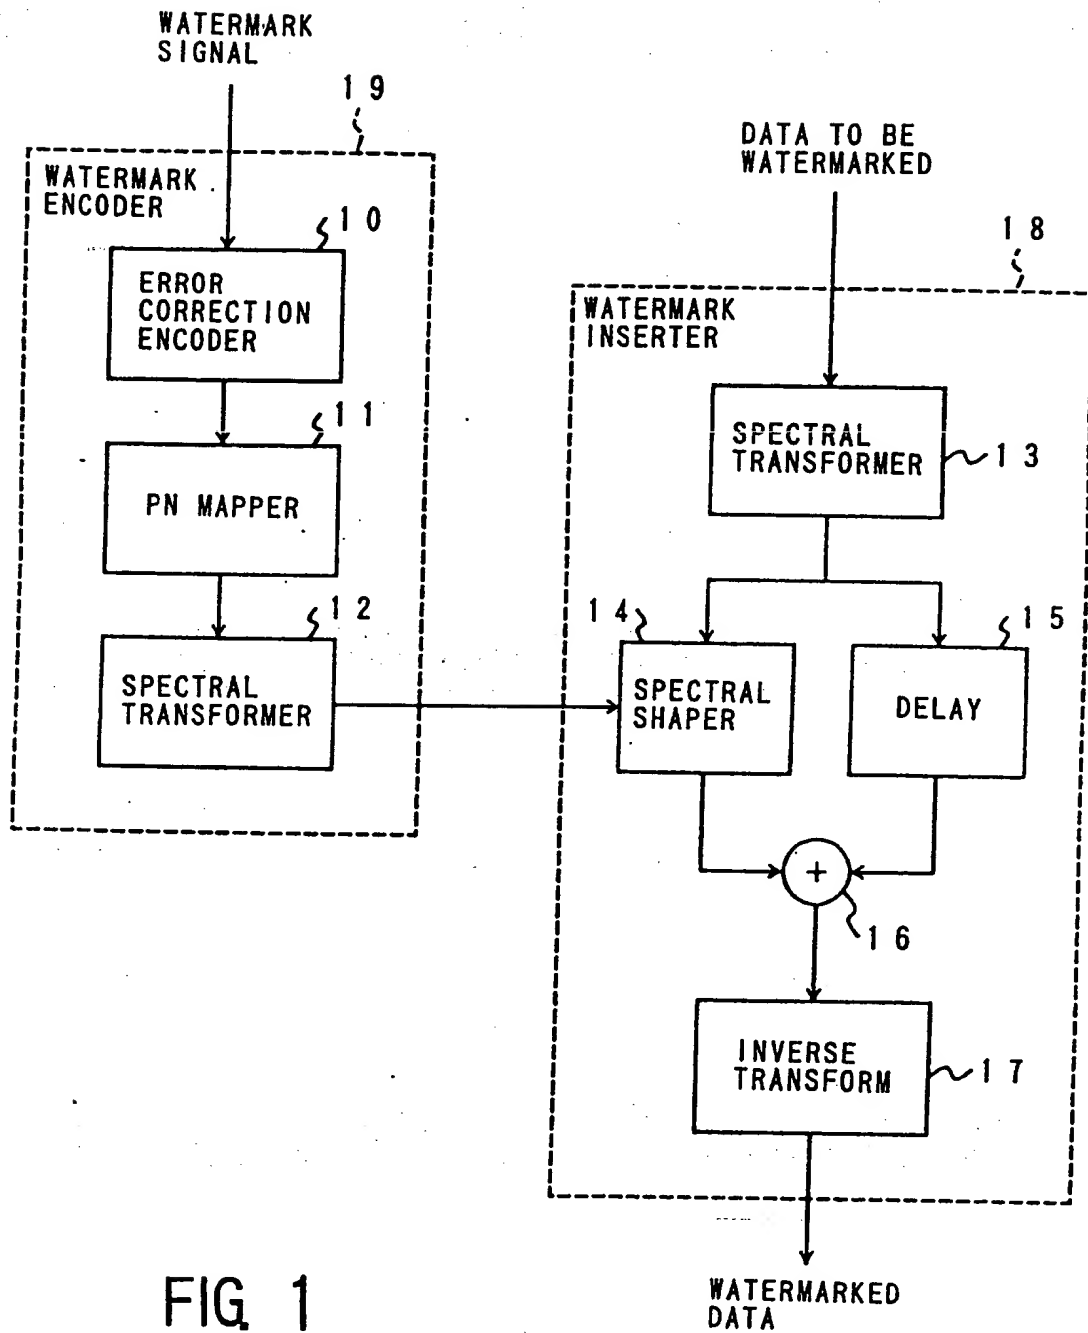 WATERMARK
SIGNAL
19
WATERMARK
ENCODER
10
ERROR
CORRECTION
ENCODER
11
PN MAPPER
12
SPECTRAL
TRANSFORMER
DATA TO BE
WATERMARKED
18
WATERMARK
INSERTER
SPECTRAL
TRANSFORMER
13
14
SPECTRAL
SHAPER
15
DELAY
+
16
INVERSE
TRANSFORM
17
WATERMARKED
DATA
FIG. 1